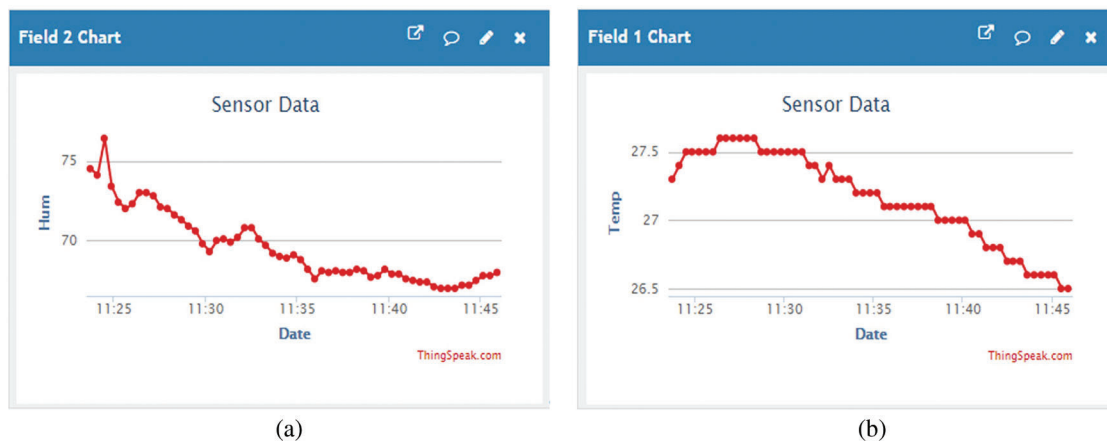 Field 2 Chart
Sensor Data
75
70
Hum
11:25 11:30 11:35 11:40 11:45
Date
ThingSpeak.com
(a)
Field 1 Chart
Sensor Data
27.5
27
26.5
Temp
11:25 11:30 11:35 11:40 11:45
Date
ThingSpeak.com
(b)